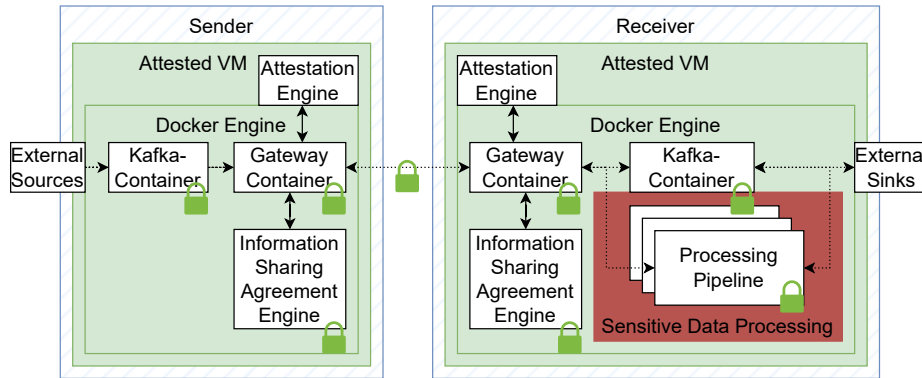 Sender
Receiver
Attested VM
Attested VM
Attestation
Engine
Attestation
Engine
Docker Engine
Docker Engine
External
Sources
Kafka-
Container
Gateway
Container
Gateway
Container
Kafka-
Container
External
Sinks
Information
Sharing
Agreement
Engine
Information
Sharing
Agreement
Engine
Processing
Pipeline
Sensitive Data Processing